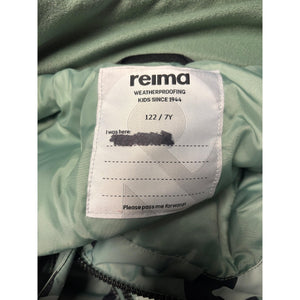 reima
WEATHERPROOFING
KIDS SINCE 1944
122 / 7Y
I was here:
Please pass me forward!